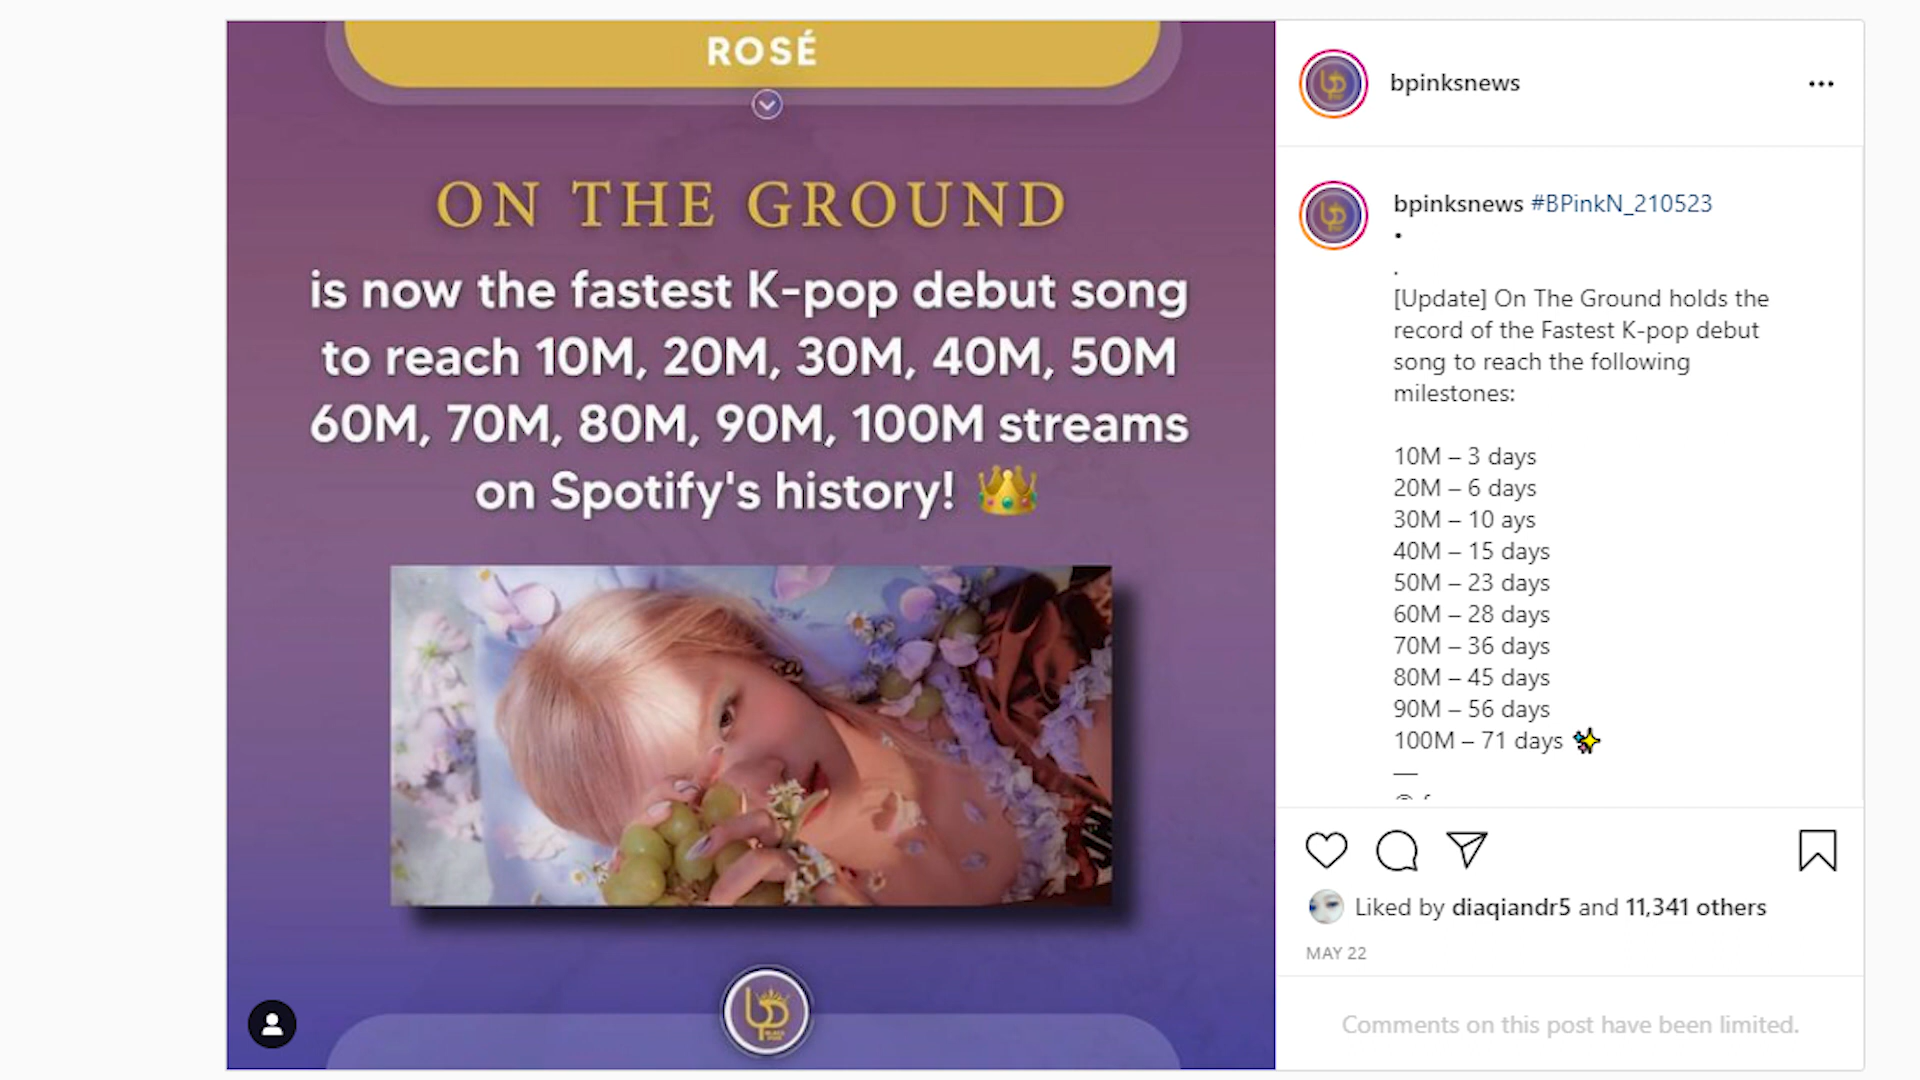 ROSÉ
ON THE GROUND
is now the fastest K-pop debut song
to reach 10M, 20M, 30M, 40M, 50M
60M, 70M, 80M, 90M, 100M streams
on Spotify's history! 👑
bpinksnews
bpinksnews #BPinkN_210523
•
.
[Update] On The Ground holds the
record of the Fastest K-pop debut
song to reach the following
milestones:
10M – 3 days
20M – 6 days
30M – 10 ays
40M – 15 days
50M – 23 days
60M – 28 days
70M – 36 days
80M – 45 days
90M – 56 days
100M – 71 days ✨
—
Liked by diaqiandr5 and 11,341 others
MAY 22
Comments on this post have been limited.